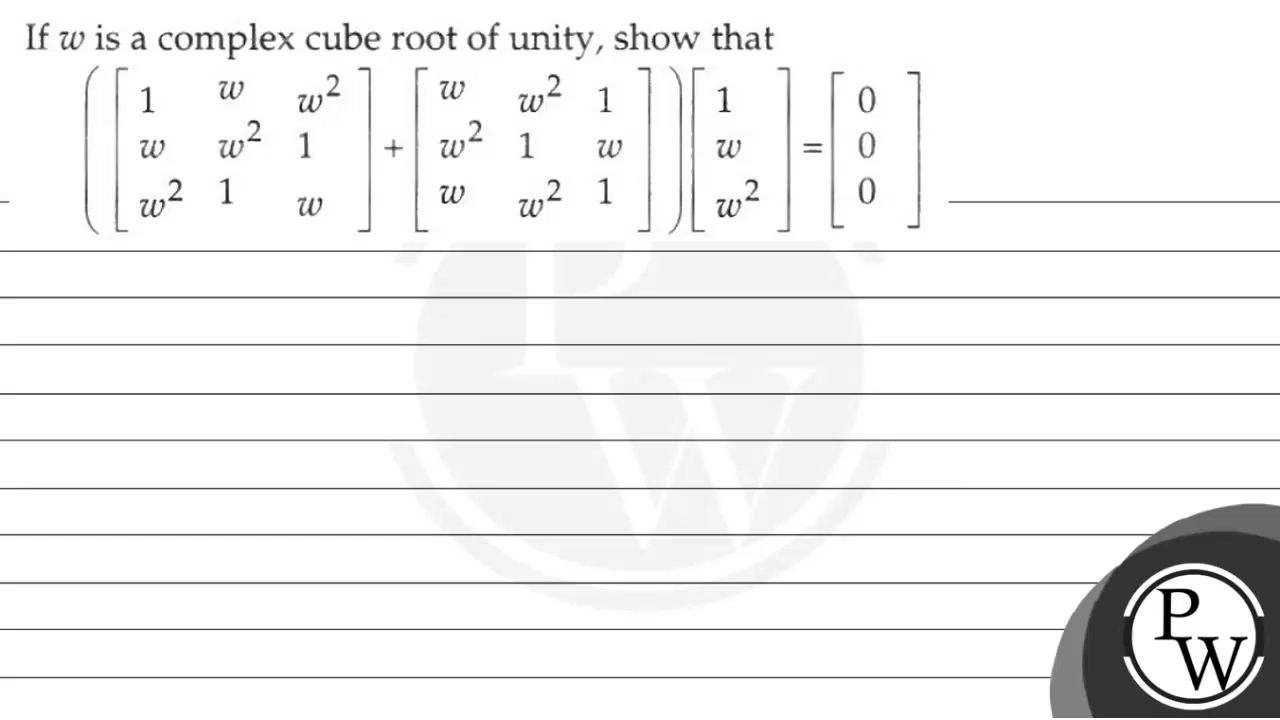 If w is a complex cube root of unity, show that
([1 w w²; w w² 1; w² 1 w] + [w w² 1; w² 1 w; w w² 1]) [1; w; w²] = [0; 0; 0]
PW
PW